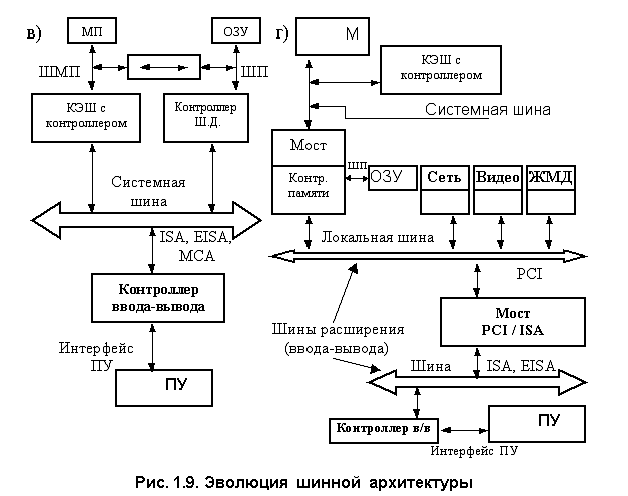 в)
МП
ОЗУ
ШМП
ШП
КЭШ с
контроллером
Контроллер
Ш.Д.
Системная
шина
ISA, EISA,
MCA
Контроллер
ввода-вывода
Интерфейс
ПУ
ПУ
г)
М
КЭШ с
контроллером
Системная шина
Мост
Контр.
памяти
шп
ОЗУ
Сеть
Видео
ЖМД
Локальная шина
PCI
Шины расширения
(ввода-вывода)
Мост
PCI / ISA
Шина
ISA, EISA
Контроллер в/в
ПУ
Интерфейс ПУ
Рис. 1.9. Эволюция шинной архитектуры